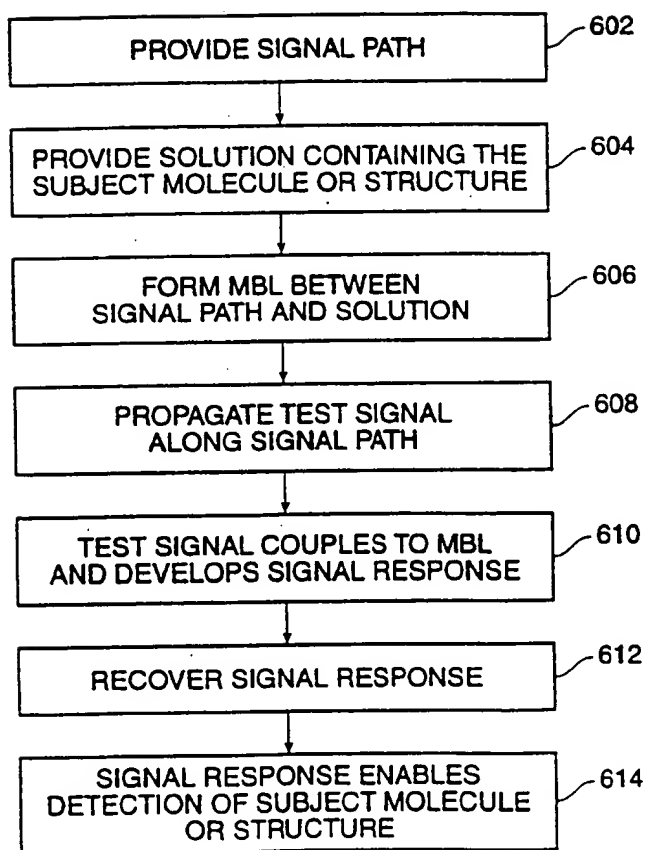 PROVIDE SIGNAL PATH
602
PROVIDE SOLUTION CONTAINING THE
SUBJECT MOLECULE OR STRUCTURE
604
FORM MBL BETWEEN
SIGNAL PATH AND SOLUTION
606
PROPAGATE TEST SIGNAL
ALONG SIGNAL PATH
608
TEST SIGNAL COUPLES TO MBL
AND DEVELOPS SIGNAL RESPONSE
610
RECOVER SIGNAL RESPONSE
612
SIGNAL RESPONSE ENABLES
DETECTION OF SUBJECT MOLECULE
OR STRUCTURE
614